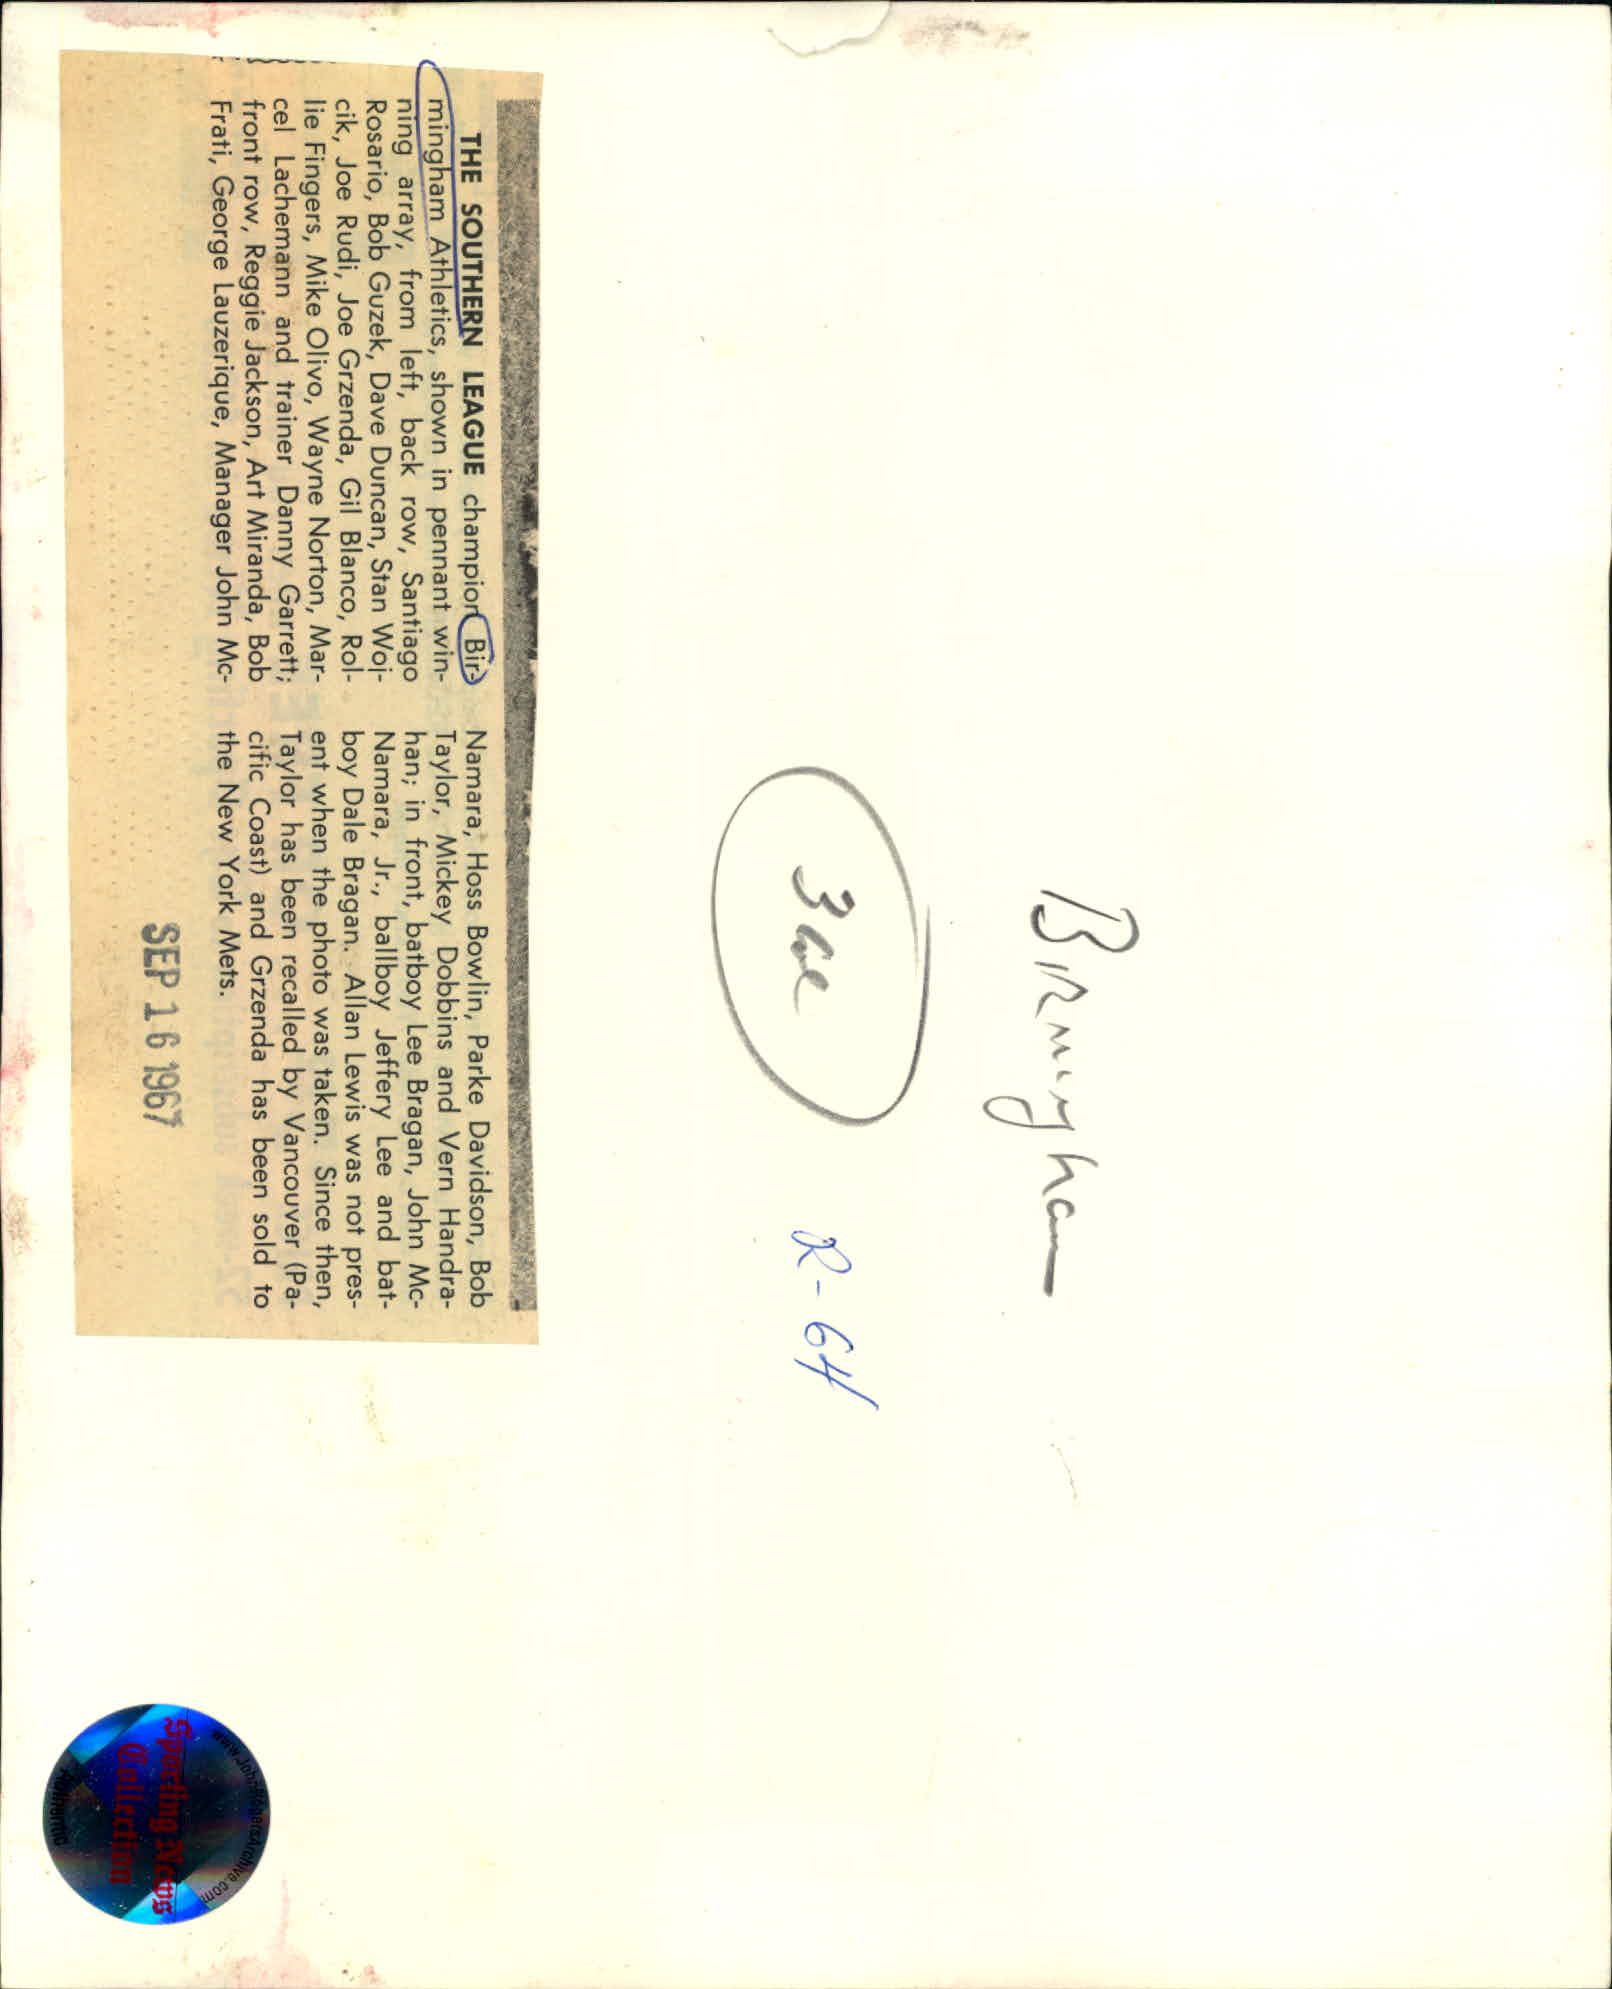 Birmingham
3 col
R-64
THE SOUTHERN LEAGUE champion Bir-
mingham Athletics, shown in pennant win-
ning array, from left, back row, Santiago
Rosario, Bob Guzek, Dave Duncan, Stan Woj-
cik, Joe Rudi, Joe Grzenda, Gil Blanco, Rol-
lie Fingers, Mike Olivo, Wayne Norton, Mar-
cel Lachemann and trainer Danny Garrett;
front row, Reggie Jackson, Art Miranda, Bob
Frati, George Lauzerique, Manager John Mc-
Namara, Hoss Bowlin, Parke Davidson, Bob
Taylor, Mickey Dobbins and Vern Handra-
han; in front, batboy Lee Bragan, John Mc-
Namara, Jr., ballboy Jeffery Lee and bat-
boy Dale Bragan. Allan Lewis was not pres-
ent when the photo was taken. Since then,
Taylor has been recalled by Vancouver (Pa-
cific Coast) and Grzenda has been sold to
the New York Mets.
SEP 16 1967
www.JohnRogersArchive.com
Sporting News
Collection
Authentic